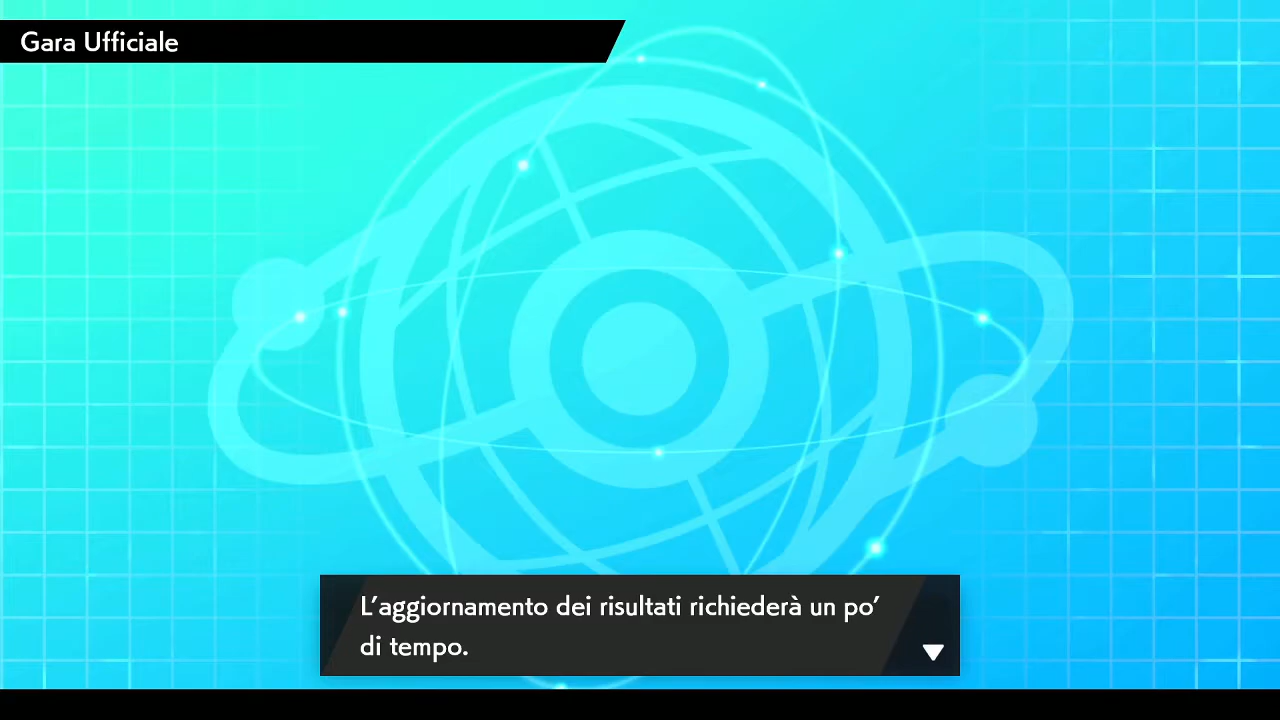 Gara Ufficiale
L'aggiornamento dei risultati richiederà un po'
di tempo.